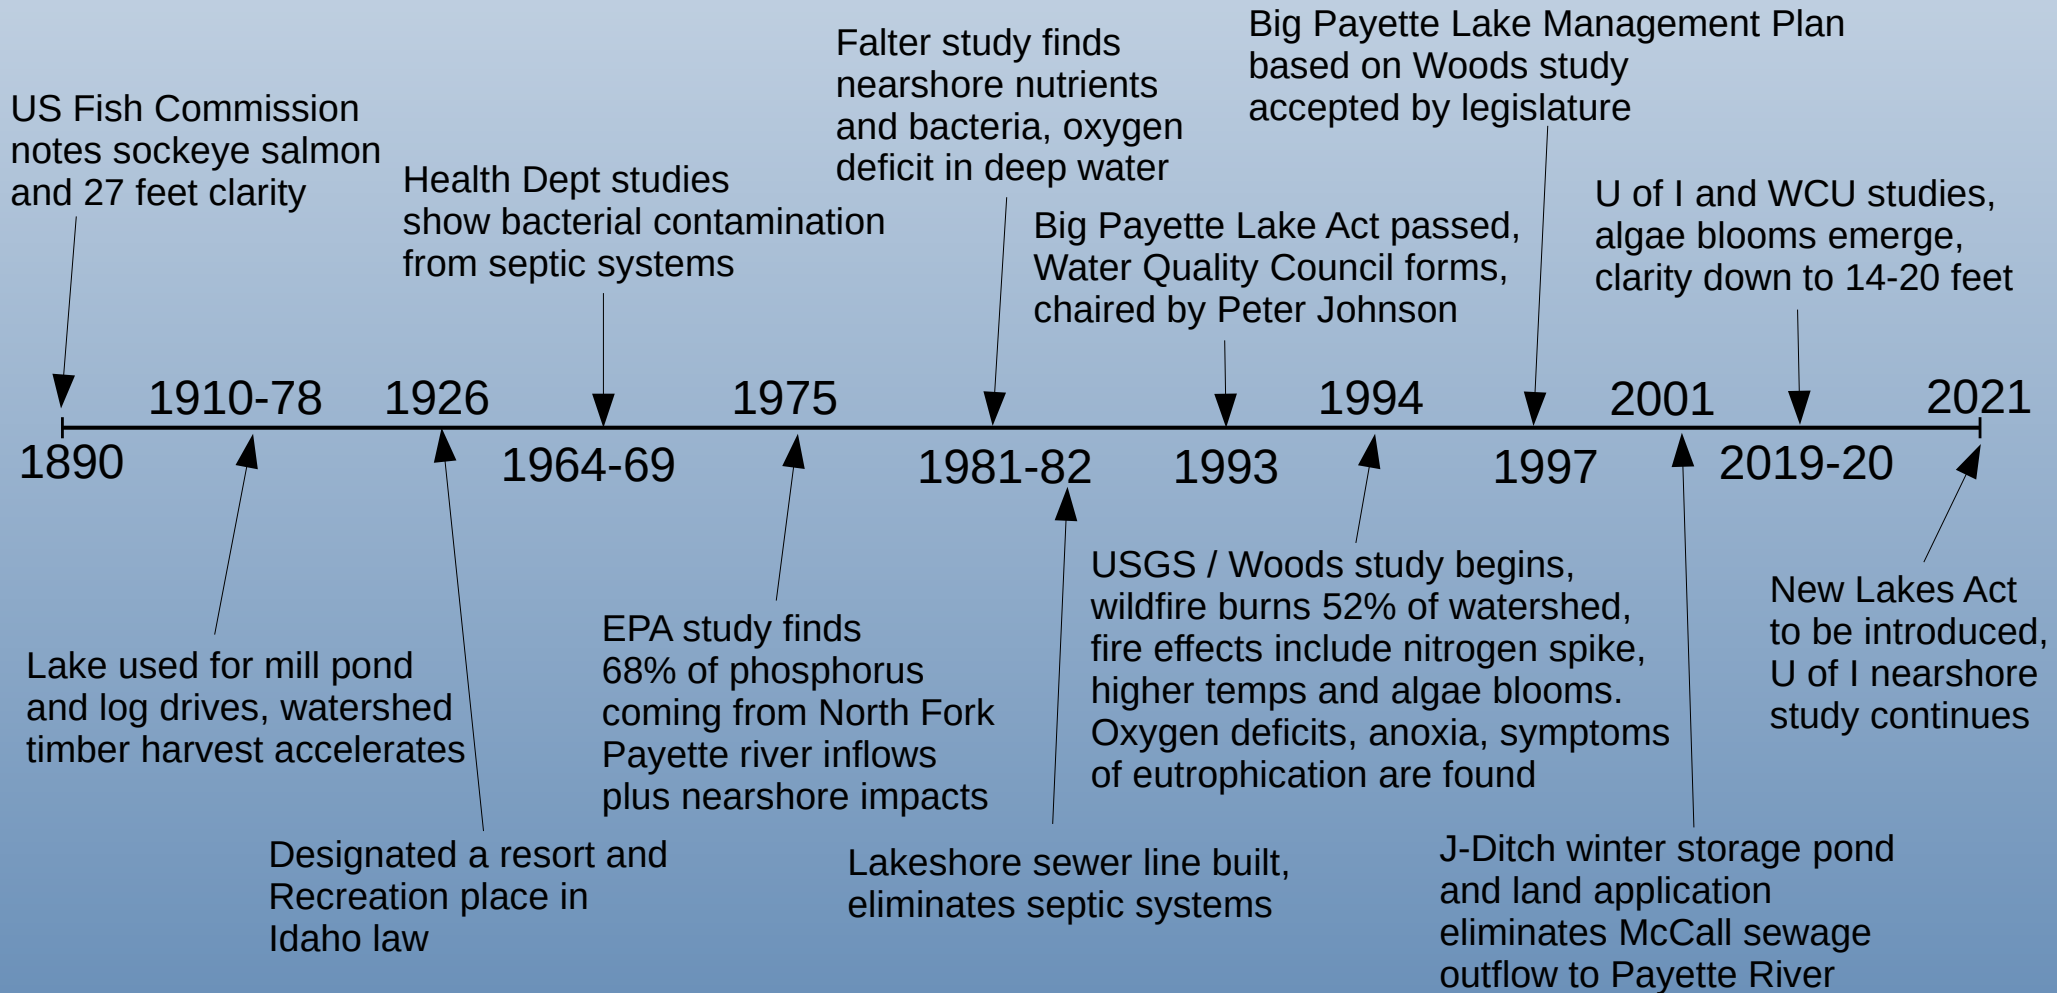 US Fish Commission
notes sockeye salmon
and 27 feet clarity
Health Dept studies
show bacterial contamination
from septic systems
Falter study finds
nearshore nutrients
and bacteria, oxygen
deficit in deep water
Big Payette Lake Act passed,
Water Quality Council forms,
chaired by Peter Johnson
Big Payette Lake Management Plan
based on Woods study
accepted by legislature
U of I and WCU studies,
algae blooms emerge,
clarity down to 14-20 feet
1910-78
1926
1975
1994
2001
2021
1890
1964-69
1981-82
1993
1997
2019-20
Lake used for mill pond
and log drives, watershed
timber harvest accelerates
Designated a resort and
Recreation place in
Idaho law
EPA study finds
68% of phosphorus
coming from North Fork
Payette river inflows
plus nearshore impacts
Lakeshore sewer line built,
eliminates septic systems
USGS / Woods study begins,
wildfire burns 52% of watershed,
fire effects include nitrogen spike,
higher temps and algae blooms.
Oxygen deficits, anoxia, symptoms
of eutrophication are found
J-Ditch winter storage pond
and land application
eliminates McCall sewage
outflow to Payette River
New Lakes Act
to be introduced,
U of I nearshore
study continues